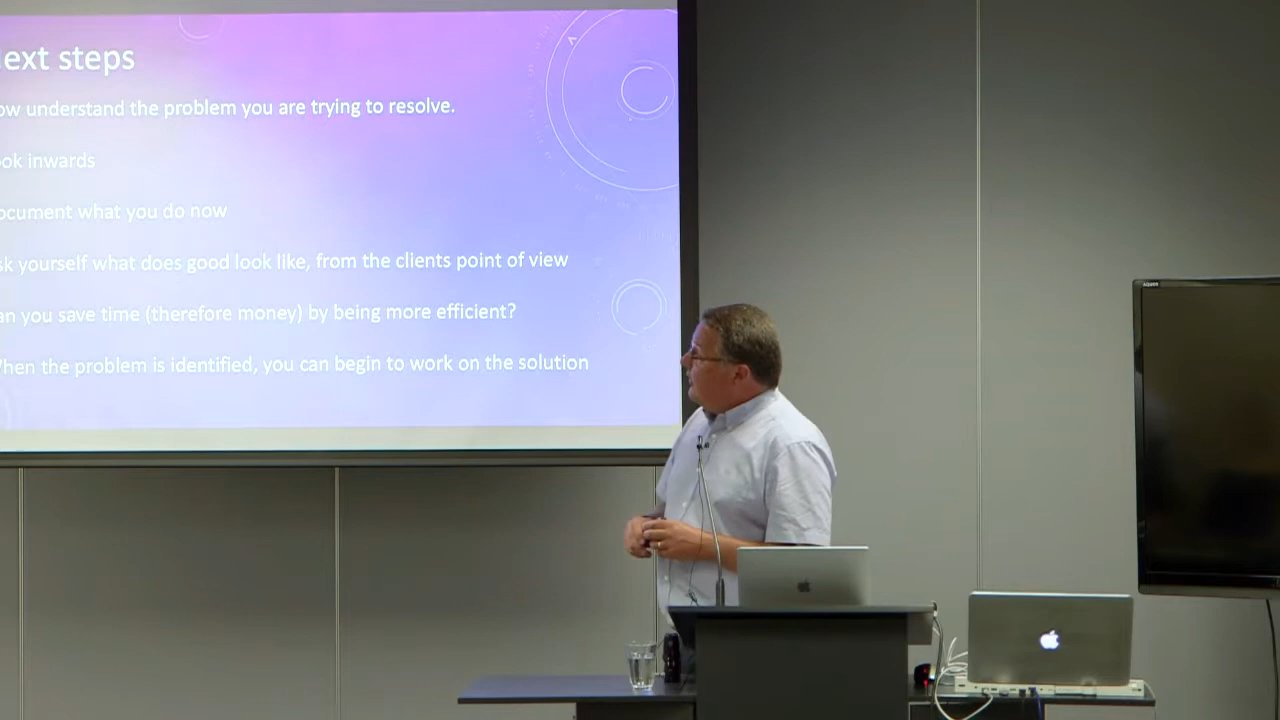 ext steps
ow understand the problem you are trying to resolve.
ok inwards
ocument what you do now
sk yourself what does good look like, from the clients point of view
an you save time (therefore money) by being more efficient?
hen the problem is identified, you can begin to work on the solution